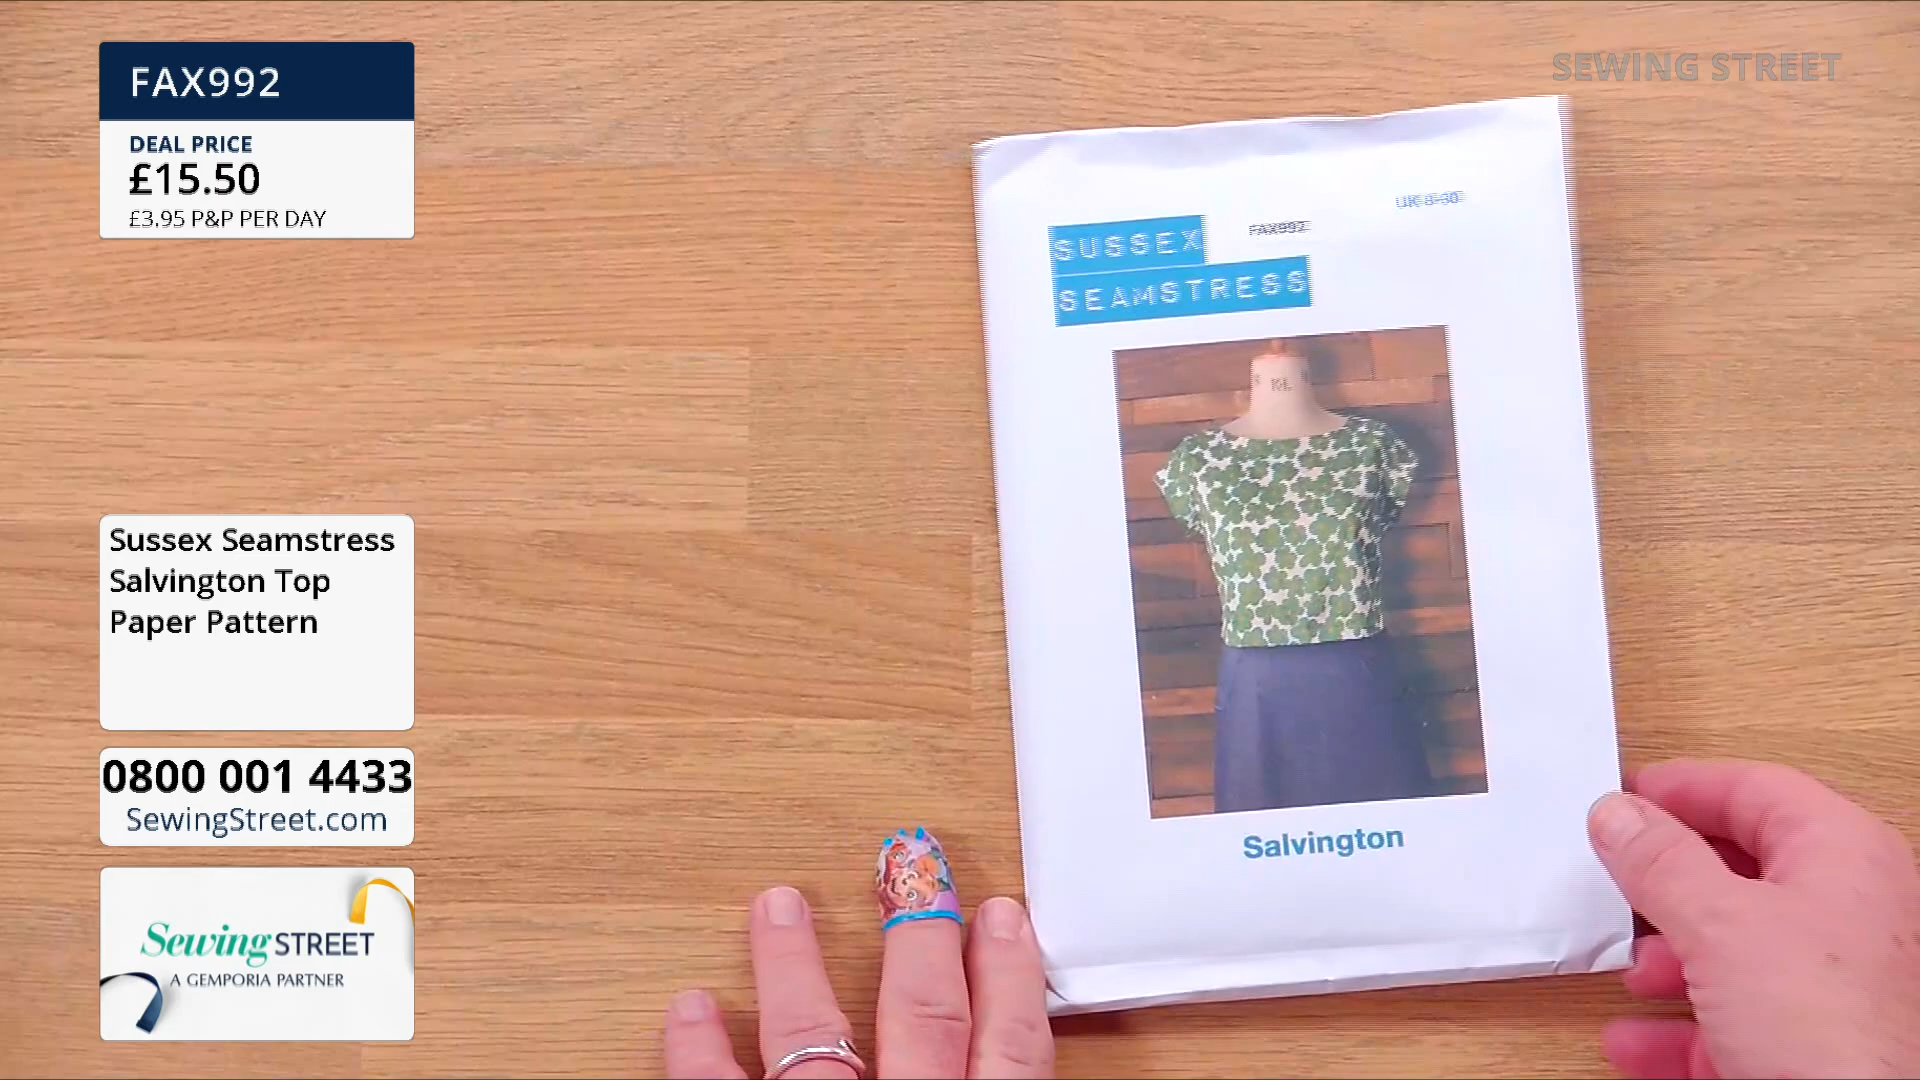 FAX992
DEAL PRICE
£15.50
£3.95 P&P PER DAY
SEWING STREET
UK 8-30
FAX992
SUSSEX
SEAMSTRESS
Salvington
Sussex Seamstress
Salvington Top
Paper Pattern
0800 001 4433
SewingStreet.com
Sewing STREET
A GEMPORIA PARTNER